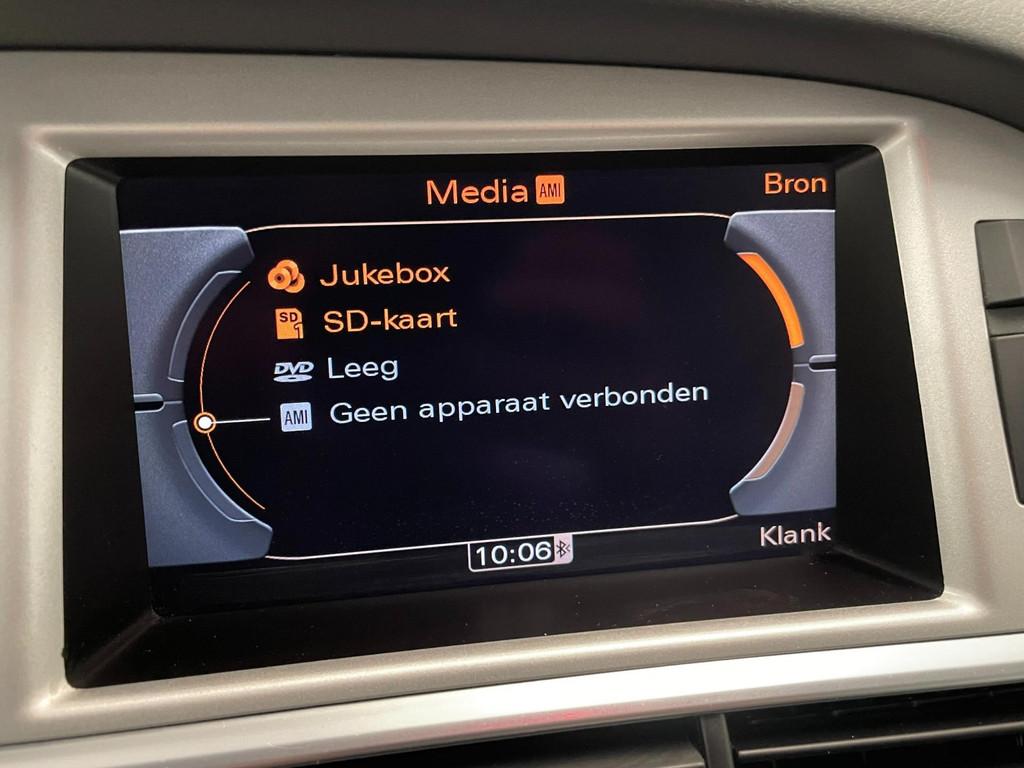 Media AMI
Bron
Jukebox
SD 1 SD-kaart
DVD Leeg
AMI Geen apparaat verbonden
10:06
Klank